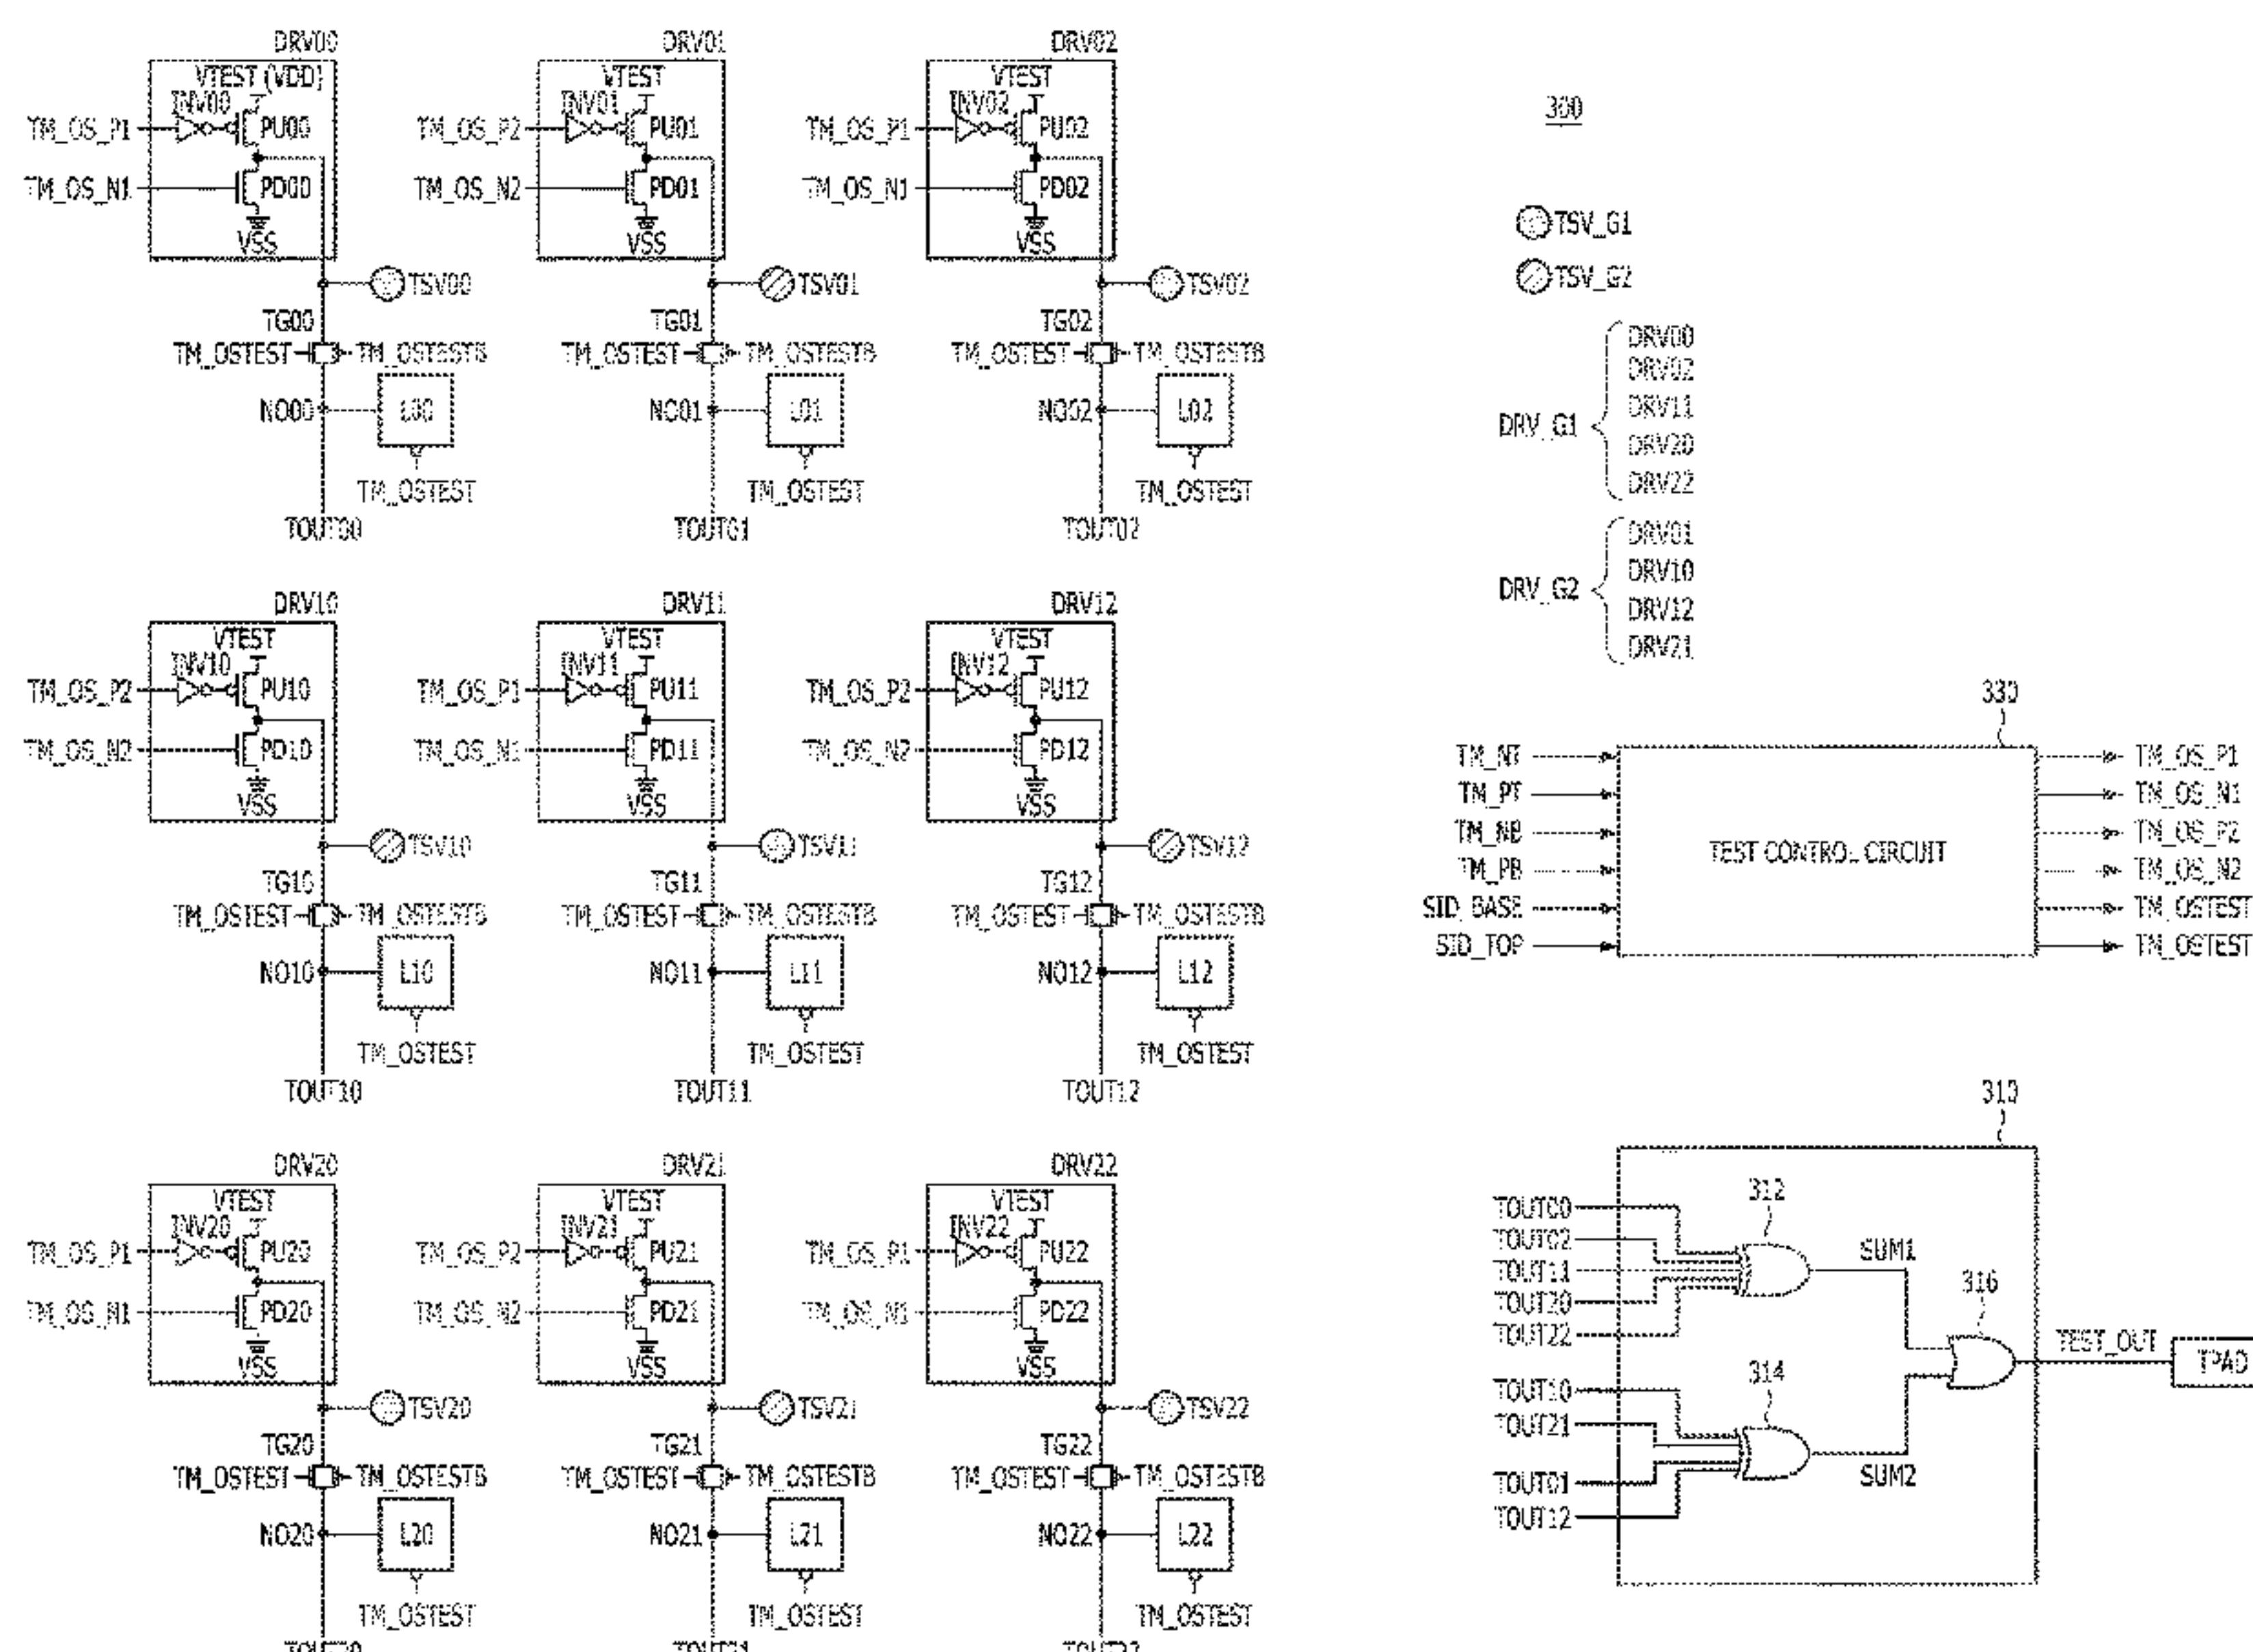 DRV00
VTEST (VDD)
INV00
TM_OS_P1
PU00
TM_OS_N1
PD00
VSS
TSV00
TG00
TM_OSTEST
TM_OSTESTB
NO00
L00
TM_OSTEST
TOUT00
DRV01
VTEST
INV01
TM_OS_P2
PU01
TM_OS_N2
PD01
VSS
TSV01
TG01
TM_OSTEST
TM_OSTESTB
NO01
L01
TM_OSTEST
TOUT01
DRV02
VTEST
INV02
TM_OS_P1
PU02
TM_OS_N1
PD02
VSS
TSV02
TG02
TM_OSTEST
TM_OSTESTB
NO02
L02
TM_OSTEST
TOUT02
DRV10
VTEST
INV10
TM_OS_P2
PU10
TM_OS_N2
PD10
VSS
TSV10
TG10
TM_OSTEST
TM_OSTESTB
NO10
L10
TM_OSTEST
TOUT10
DRV11
VTEST
INV11
TM_OS_P1
PU11
TM_OS_N1
PD11
VSS
TSV11
TG11
TM_OSTEST
TM_OSTESTB
NO11
L11
TM_OSTEST
TOUT11
DRV12
VTEST
INV12
TM_OS_P2
PU12
TM_OS_N2
PD12
VSS
TSV12
TG12
TM_OSTEST
TM_OSTESTB
NO12
L12
TM_OSTEST
TOUT12
DRV20
VTEST
INV20
TM_OS_P1
PU20
TM_OS_N1
PD20
VSS
TSV20
TG20
TM_OSTEST
TM_OSTESTB
NO20
L20
TM_OSTEST
DRV21
VTEST
INV21
TM_OS_P2
PU21
TM_OS_N2
PD21
VSS
TSV21
TG21
TM_OSTEST
TM_OSTESTB
NO21
L21
TM_OSTEST
DRV22
VTEST
INV22
TM_OS_P1
PU22
TM_OS_N1
PD22
VSS
TSV22
TG22
TM_OSTEST
TM_OSTESTB
NO22
L22
TM_OSTEST
300
TSV_G1
TSV_G2
DRV_G1
DRV00
DRV02
DRV11
DRV20
DRV22
DRV_G2
DRV01
DRV10
DRV12
DRV21
330
TM_NT
TM_PT
TM_NB
TM_PB
SID_BASE
SID_TOP
TEST CONTROL CIRCUIT
TM_OS_P1
TM_OS_N1
TM_OS_P2
TM_OS_N2
TM_OSTEST
TM_OSTEST
310
TOUT00
TOUT02
TOUT11
TOUT20
TOUT22
312
SUM1
316
TOUT10
TOUT21
TOUT01
TOUT12
314
SUM2
TEST_OUT
TPAD